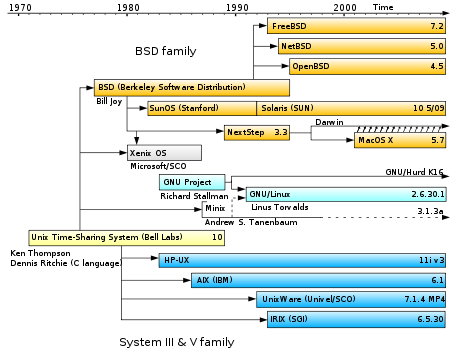 1970 1980 1990 2000 Time
FreeBSD 7.2
BSD family
NetBSD 5.0
OpenBSD 4.5
BSD (Berkeley Software Distribution)
Bill Joy
SunOS (Stanford) Solaris (SUN) 10 5/09
Darwin
NextStep 3.3
MacOS X 5.7
Xenix OS
Microsoft/SCO
GNU/Hurd K16
GNU Project
GNU/Linux 2.6.30.1
Richard Stallman
Linus Torvalds
Minix 3.1.3a
Andrew S. Tanenbaum
Unix Time-Sharing System (Bell Labs) 10
Ken Thompson
Dennis Ritchie (C language)
HP-UX 11i v3
AIX (IBM) 6.1
UnixWare (Univel/SCO) 7.1.4 MP4
IRIX (SGI) 6.5.30
System III & V family